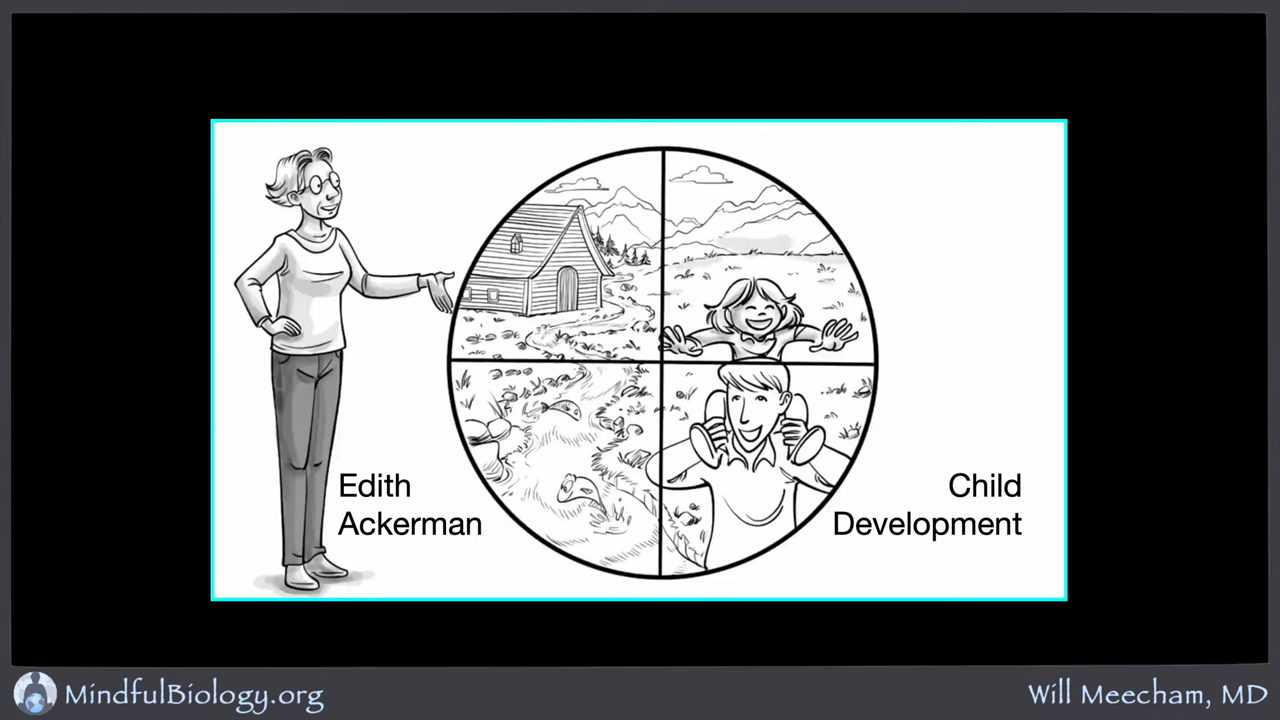 Edith
Ackerman
Child
Development
MindfulBiology.org
Will Meecham, MD